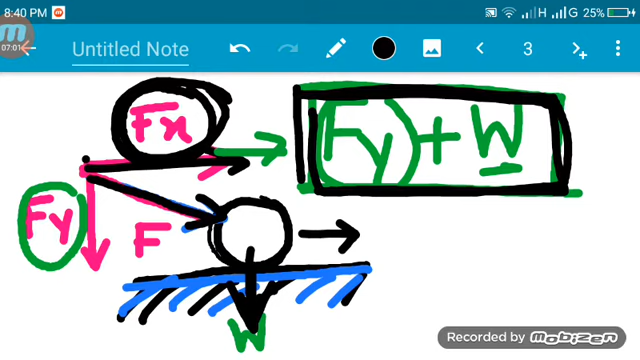 8:40 PM
H
G 25%
07:01
Untitled Note
3
Fx
Fy + W
Fy
F
W
Recorded by mobizen